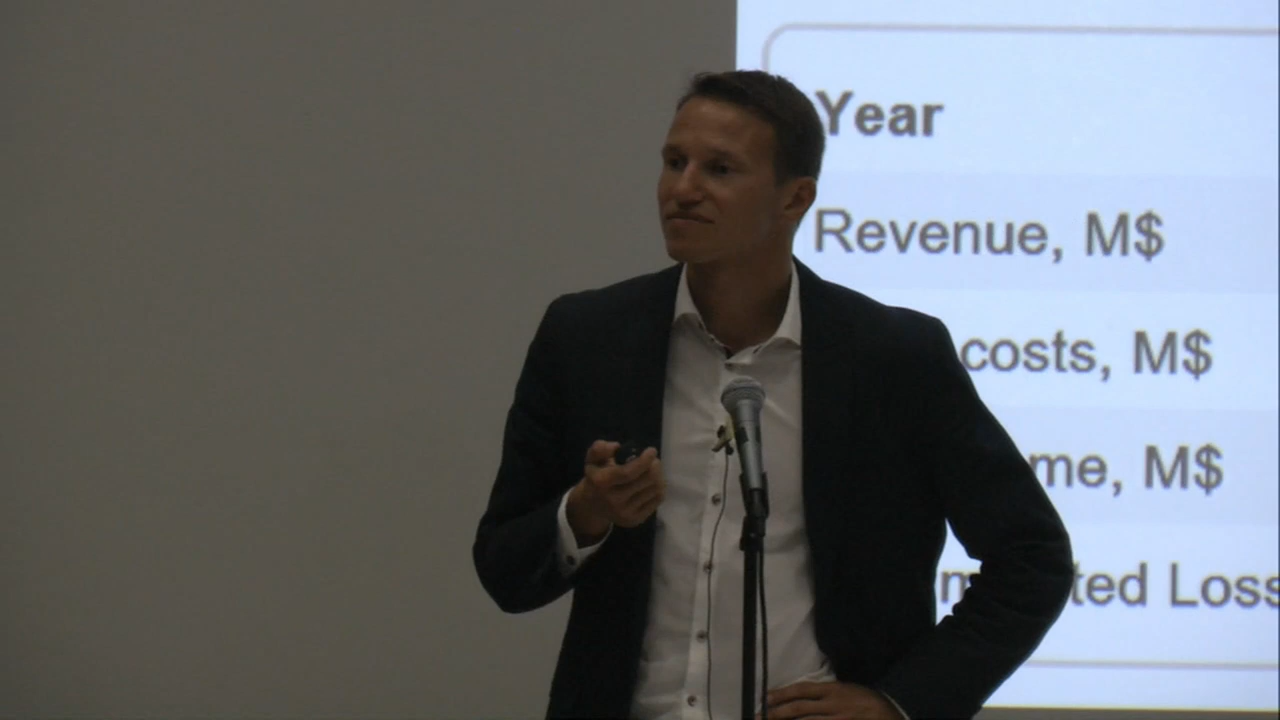 Year
Revenue, M$
costs, M$
me, M$
ted Loss